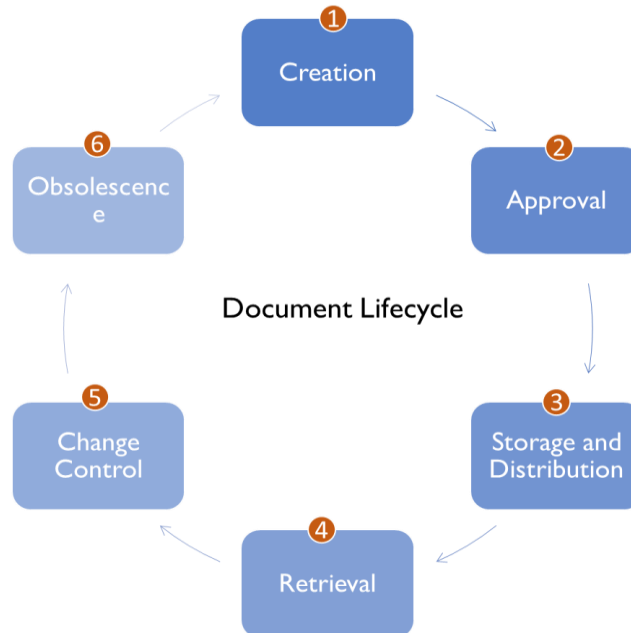 1
Creation
2
Approval
3
Storage and
Distribution
4
Retrieval
5
Change
Control
6
Obsolescenc
e
Document Lifecycle